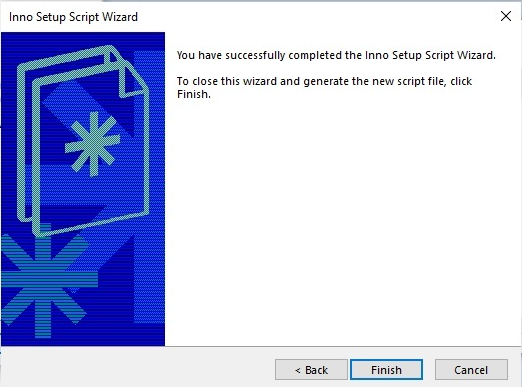 Inno Setup Script Wizard
You have successfully completed the Inno Setup Script Wizard.
To close this wizard and generate the new script file, click
Finish.
< Back
Finish
Cancel